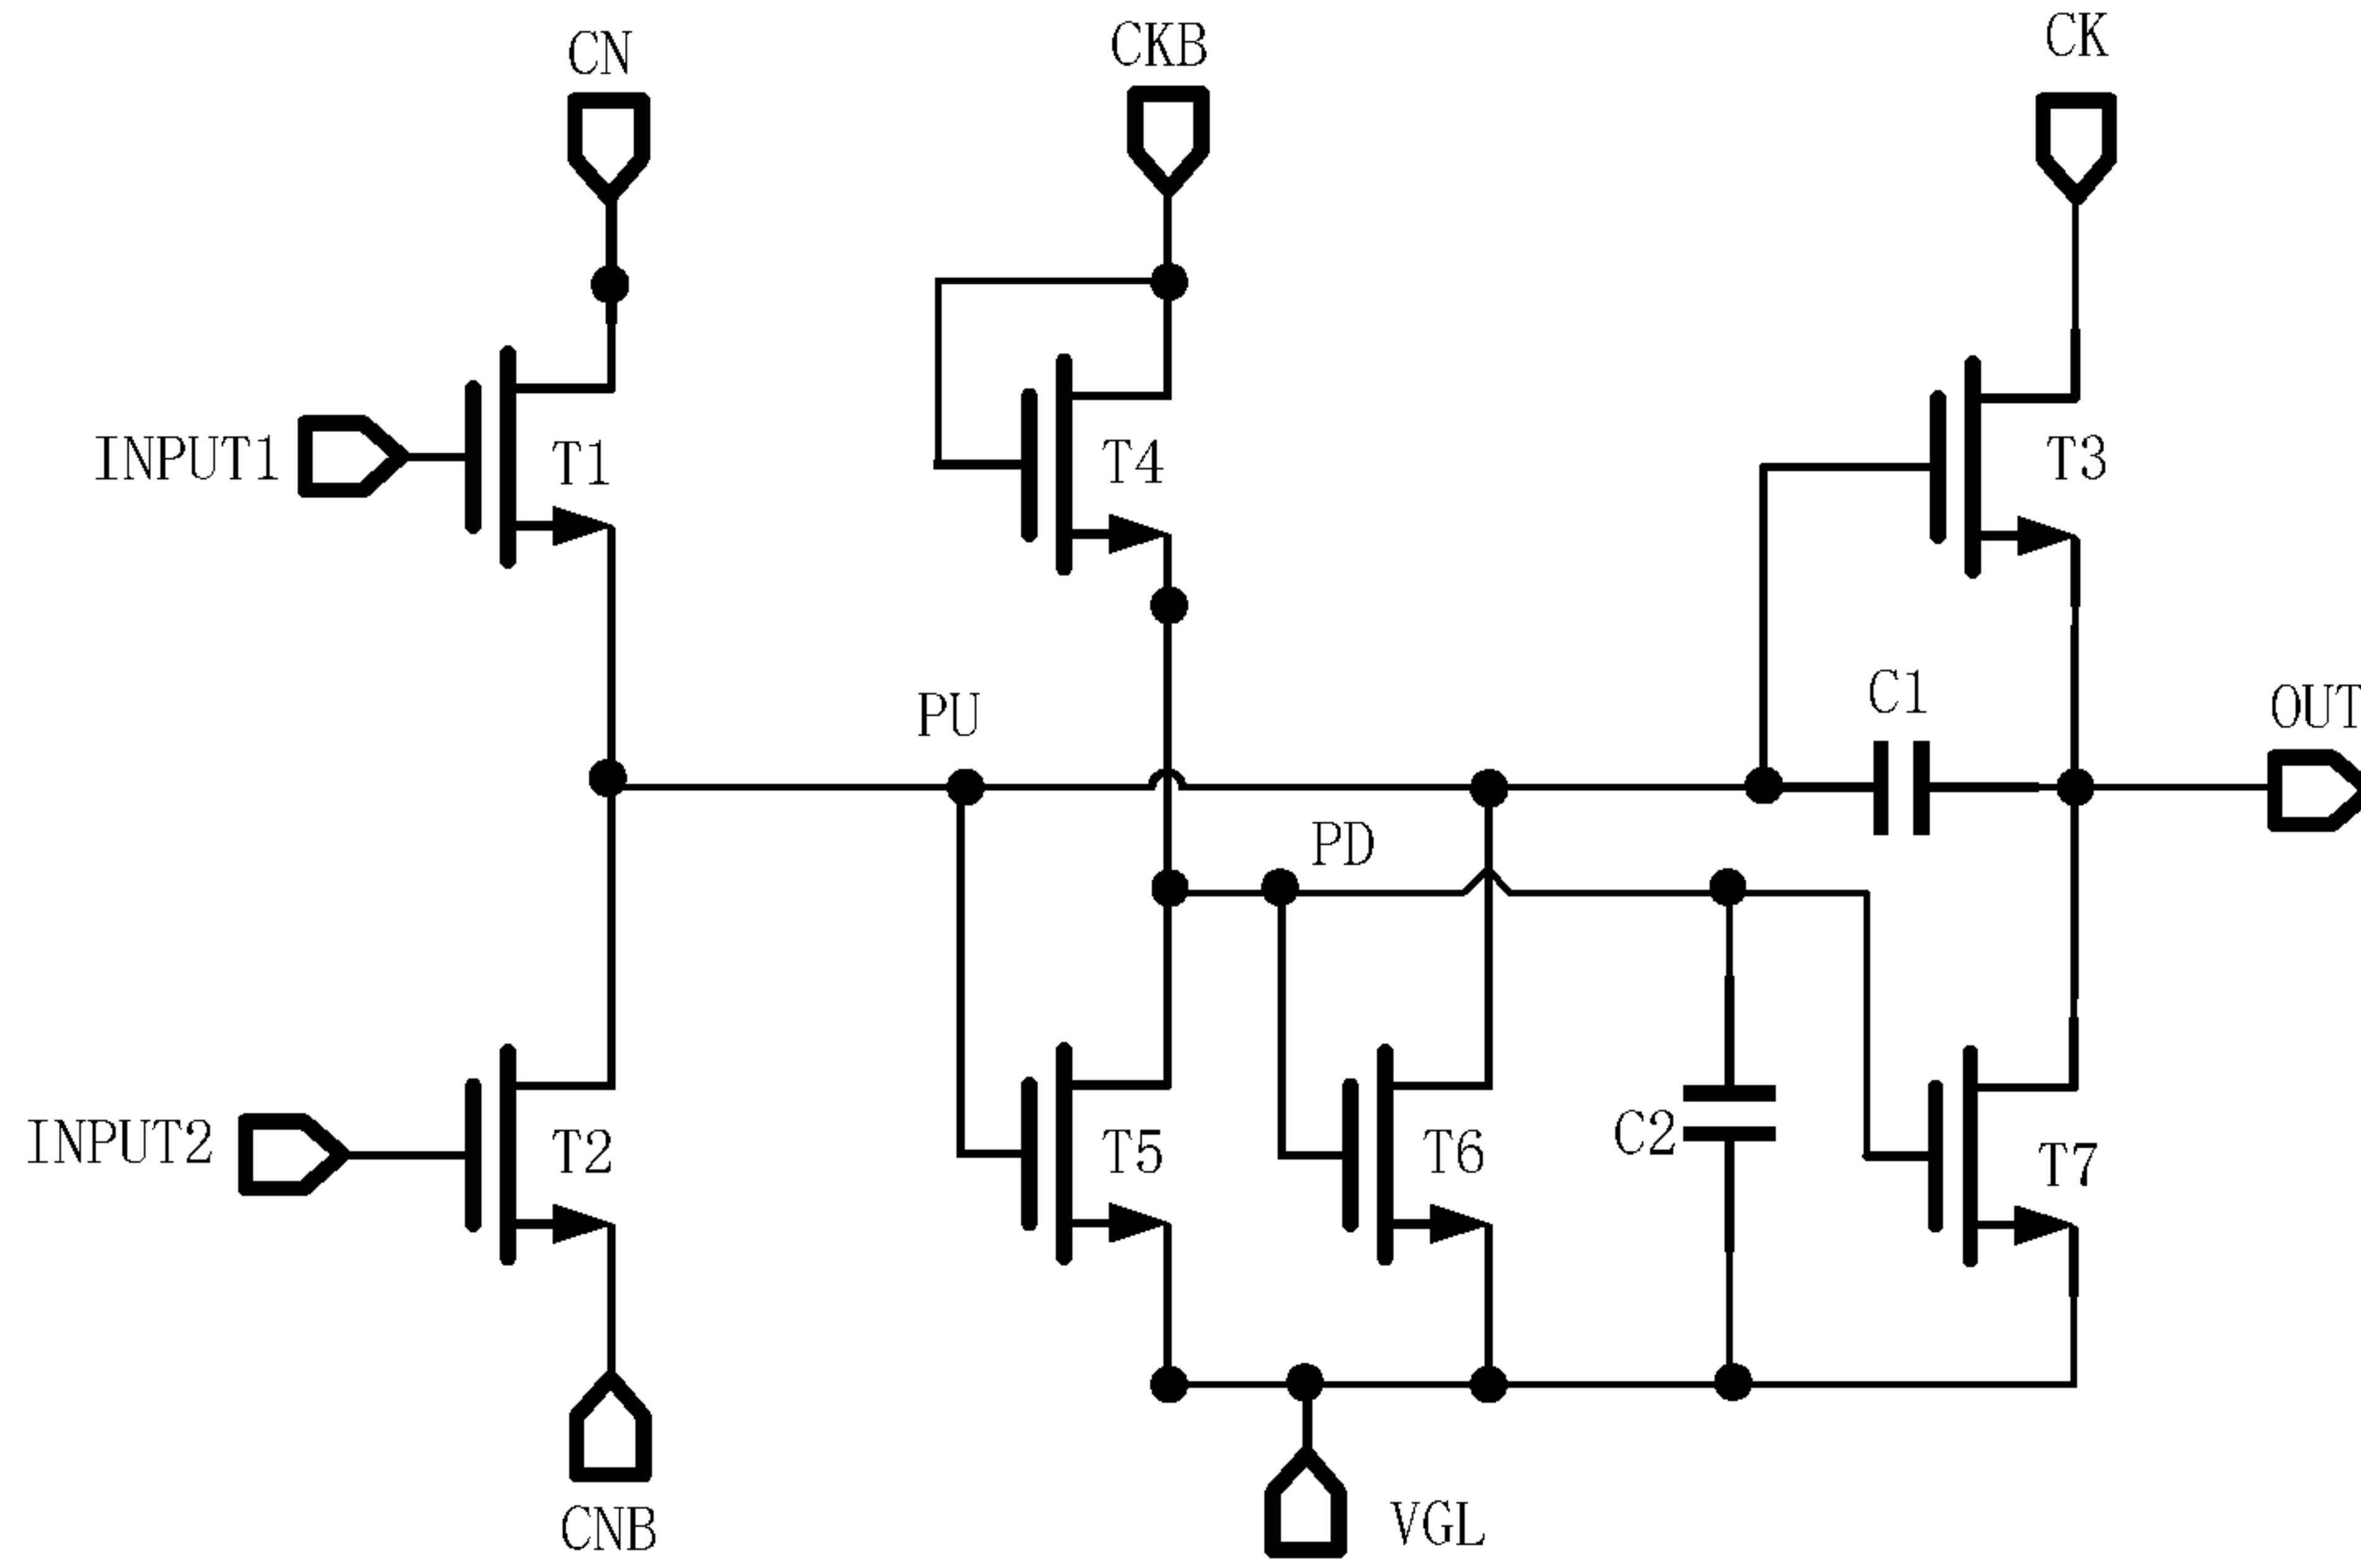 CN
CKB
CK
INPUT1
T1
T4
T3
PU
C1
OUT
PD
INPUT2
T2
T5
T6
C2
T7
CNB
VGL